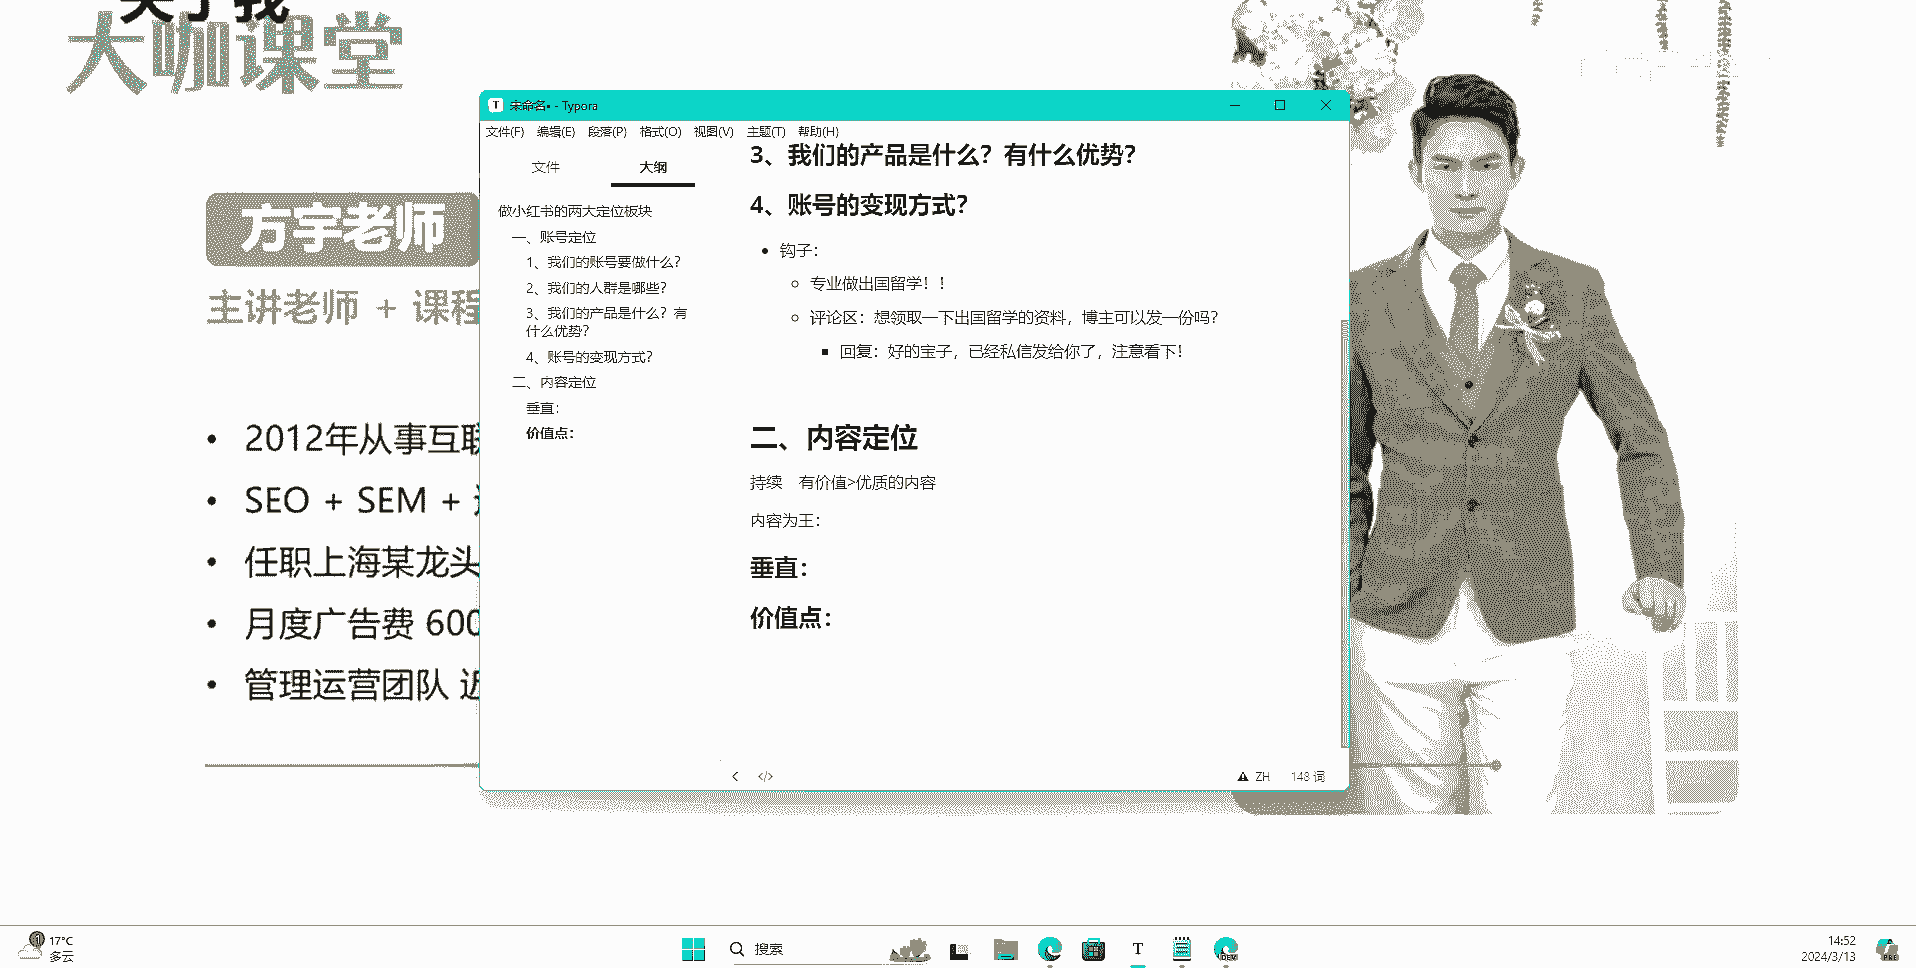 关于我
大咖课堂
方宇老师
主讲老师 + 课程
• 2012年从事互联
• SEO + SEM +
• 任职上海某龙头
• 月度广告费 600
• 管理运营团队 近
未命名• - Typora
文件(F) 编辑(E) 段落(P) 格式(O) 视图(V) 主题(T) 帮助(H)
文件 大纲
做小红书的两大定位板块
一、账号定位
1、我们的账号要做什么?
2、我们的人群是哪些?
3、我们的产品是什么？有
什么优势?
4、账号的变现方式?
二、内容定位
垂直：
价值点：
3、我们的产品是什么？有什么优势?
4、账号的变现方式?
• 钩子：
专业做出国留学！！
评论区：想领取一下出国留学的资料，博主可以发一份吗?
回复：好的宝子，已经私信发给你了，注意看下!
二、内容定位
持续 有价值>优质的内容
内容为王：
垂直：
价值点：
</> ZH 148 词
17°C
多云
搜索
T
DEV
14:52
2024/3/13
PRE